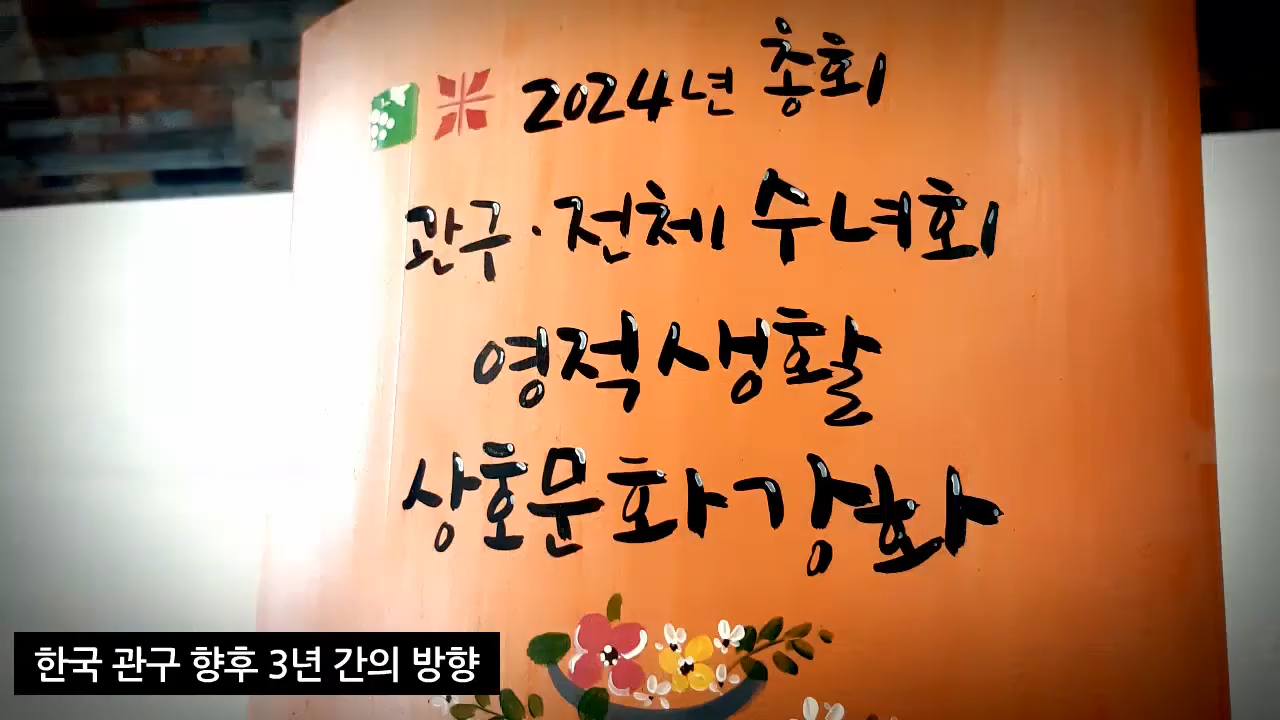 2024년 총회
관구·전체 수녀회
영적생활
상호문화강화
한국 관구 향후 3년 간의 방향